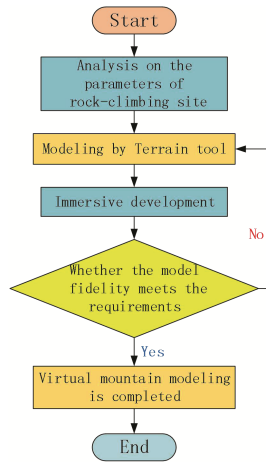 Start
Analysis on the
parameters of
rock-climbing site
Modeling by Terrain tool
Immersive development
No
Whether the model
fidelity meets the
requirements
Yes
Virtual mountain modeling
is completed
End